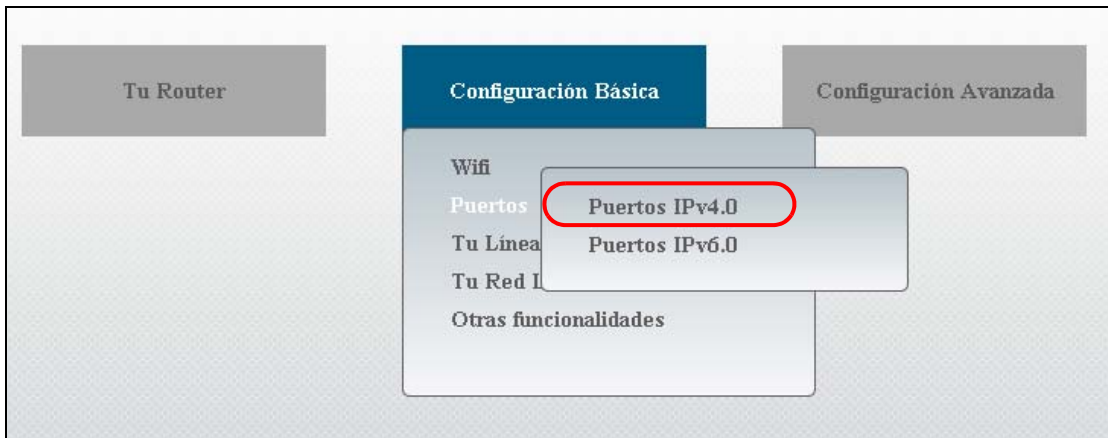 Tu Router
Configuración Básica
Configuración Avanzada
Wifi
Puertos
Puertos IPv4.0
Tu Línea
Puertos IPv6.0
Tu Red
Otras funcionalidades